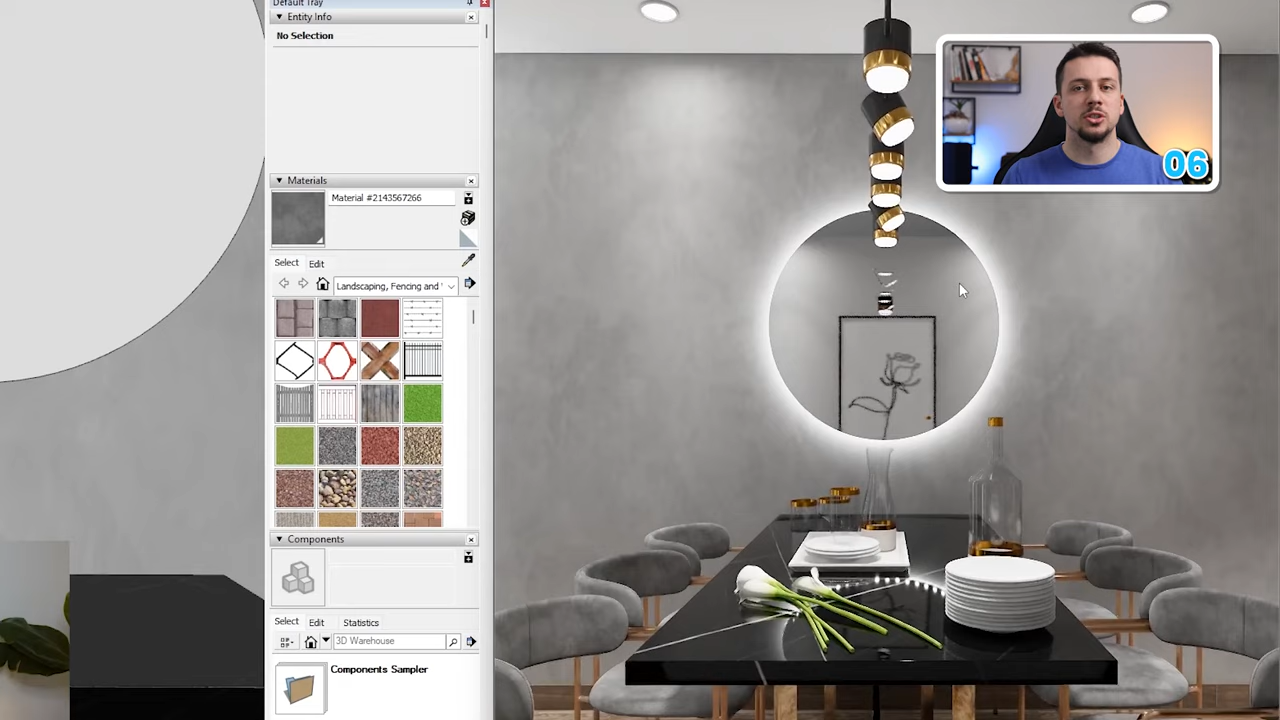 Default Tray
Entity Info
No Selection
Materials
Material #2143567266
Select
Edit
Landscaping, Fencing and '
Components
Select
Edit
Statistics
3D Warehouse
Components Sampler
06